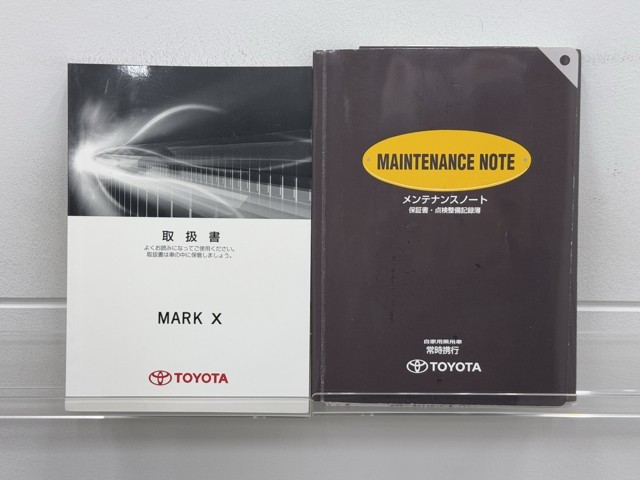 取扱書
よくお読みになってご使用ください。
取扱書は車の中に保管しましょう。
MARK X
TOYOTA
MAINTENANCE NOTE
メンテナンスノート
保証書・点検整備記録簿
自家用乗用車
常時携行
TOYOTA